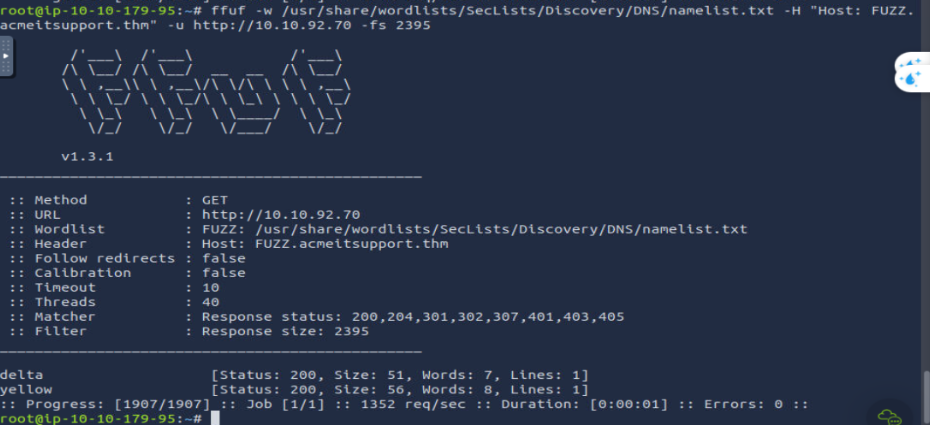 root@ip-10-10-179-95:~# ffuf -w /usr/share/wordlists/SecLists/Discovery/DNS/namelist.txt -H "Host: FUZZ.
acmeitsupport.thm" -u http://10.10.92.70 -fs 2395
v1.3.1
:: Method : GET
:: URL : http://10.10.92.70
:: Wordlist : FUZZ: /usr/share/wordlists/SecLists/Discovery/DNS/namelist.txt
:: Header : Host: FUZZ.acmeitsupport.thm
:: Follow redirects : false
:: Calibration : false
:: Timeout : 10
:: Threads : 40
:: Matcher : Response status: 200,204,301,302,307,401,403,405
:: Filter : Response size: 2395
delta [Status: 200, Size: 51, Words: 7, Lines: 1]
yellow [Status: 200, Size: 56, Words: 8, Lines: 1]
:: Progress: [1907/1907] :: Job [1/1] :: 1352 req/sec :: Duration: [0:00:01] :: Errors: 0 ::
root@ip-10-10-179-95:~#